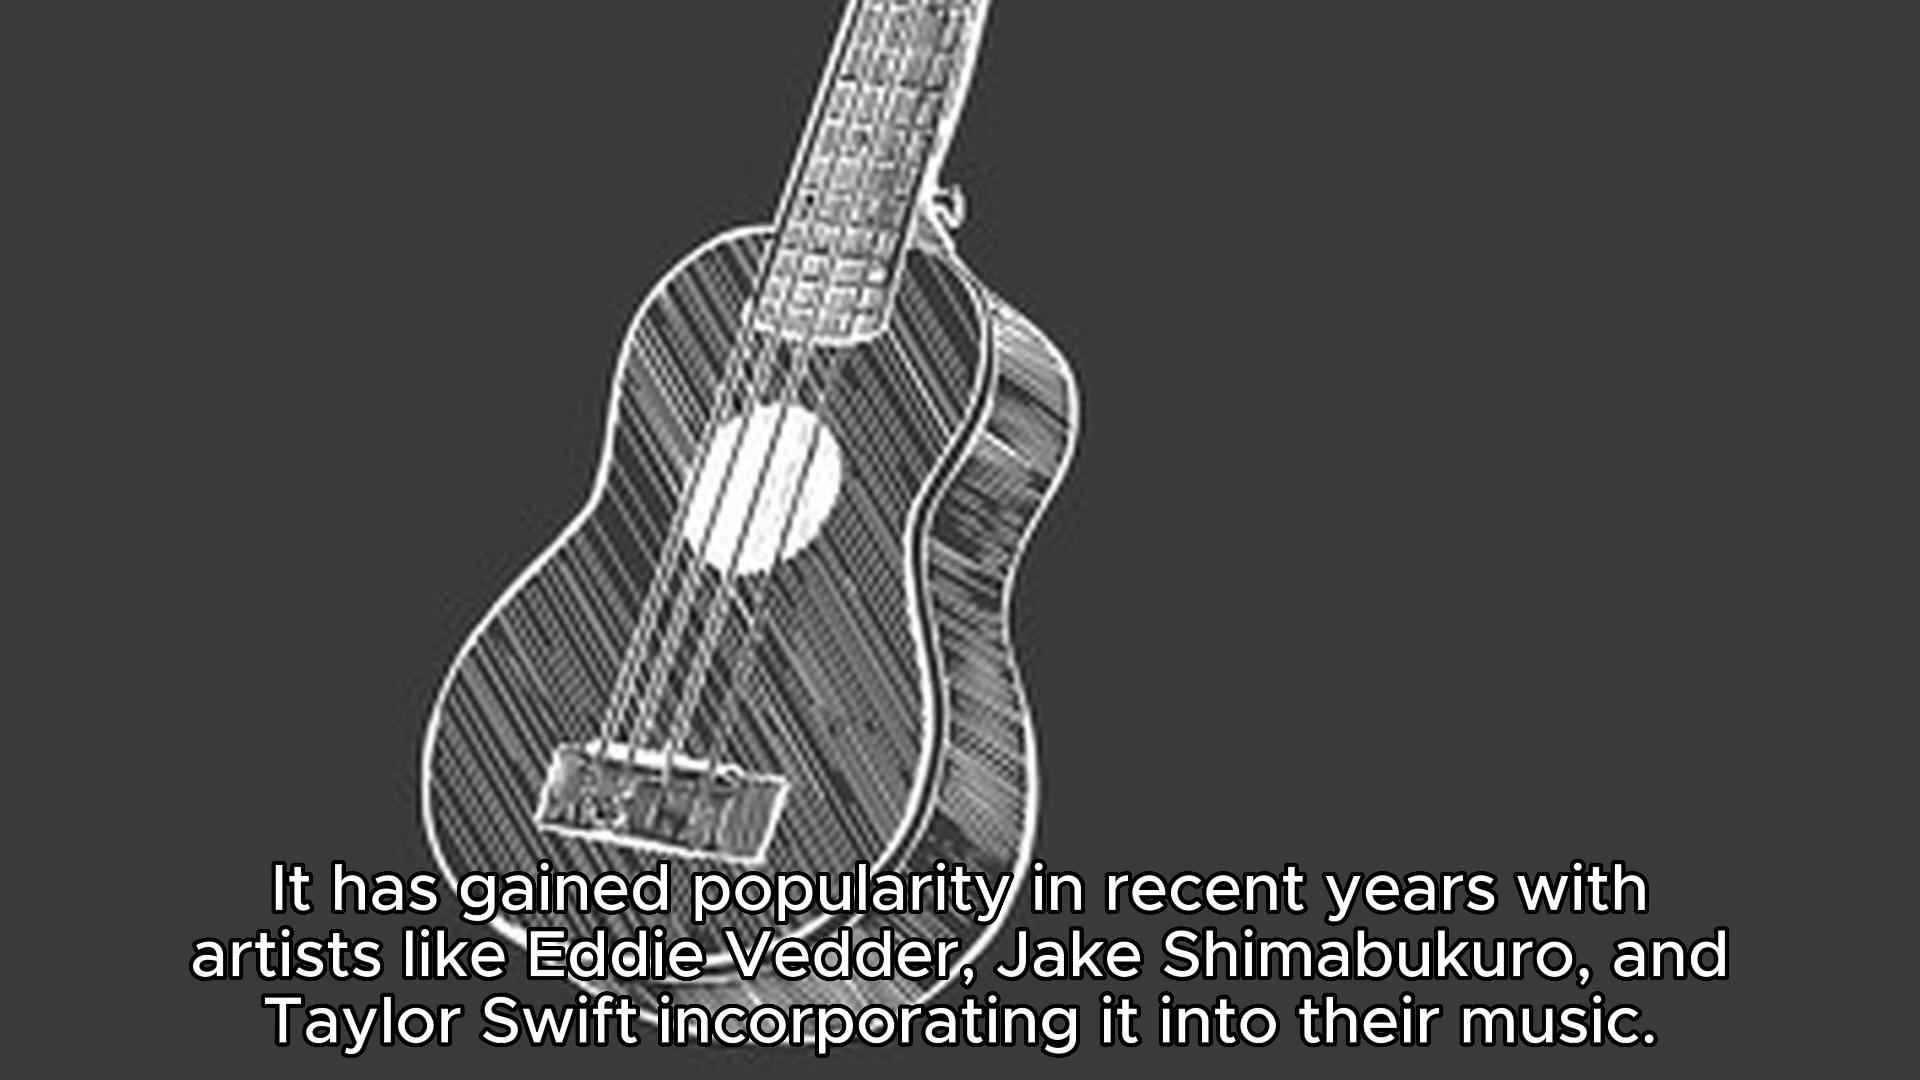 It has gained popularity in recent years with
artists like Eddie Vedder, Jake Shimabukuro, and
Taylor Swift incorporating it into their music.